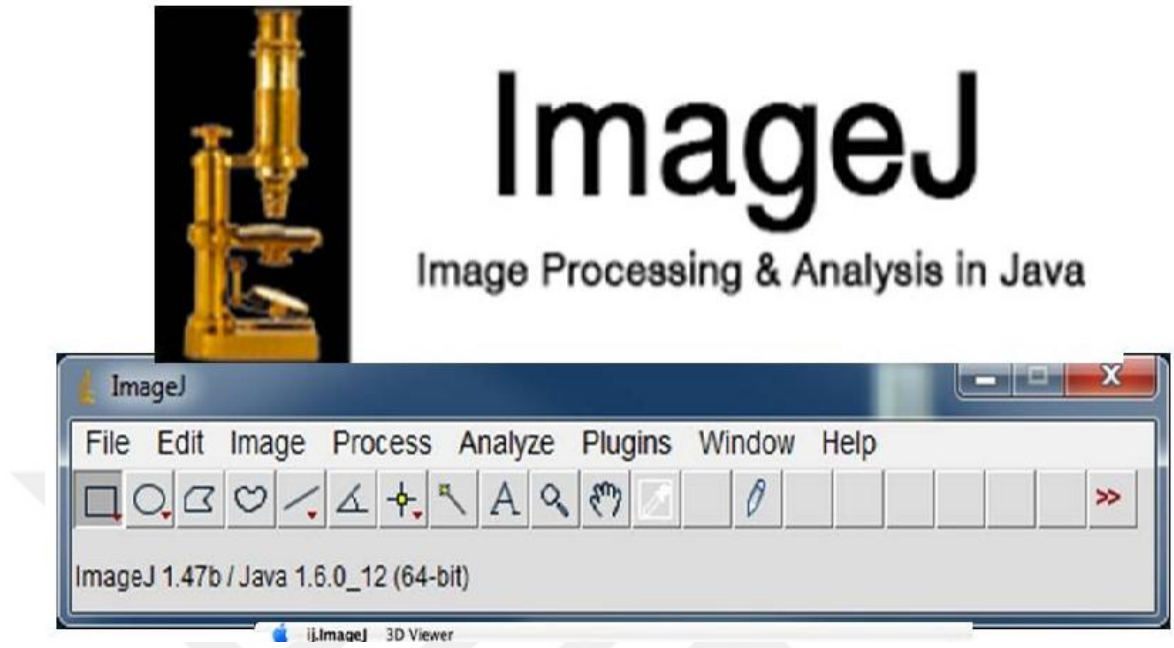 ImageJ
Image Processing & Analysis in Java
ImageJ
File Edit Image Process Analyze Plugins Window Help
A
ImageJ 1.47b / Java 1.6.0_12 (64-bit)
ij.ImageJ 3D Viewer